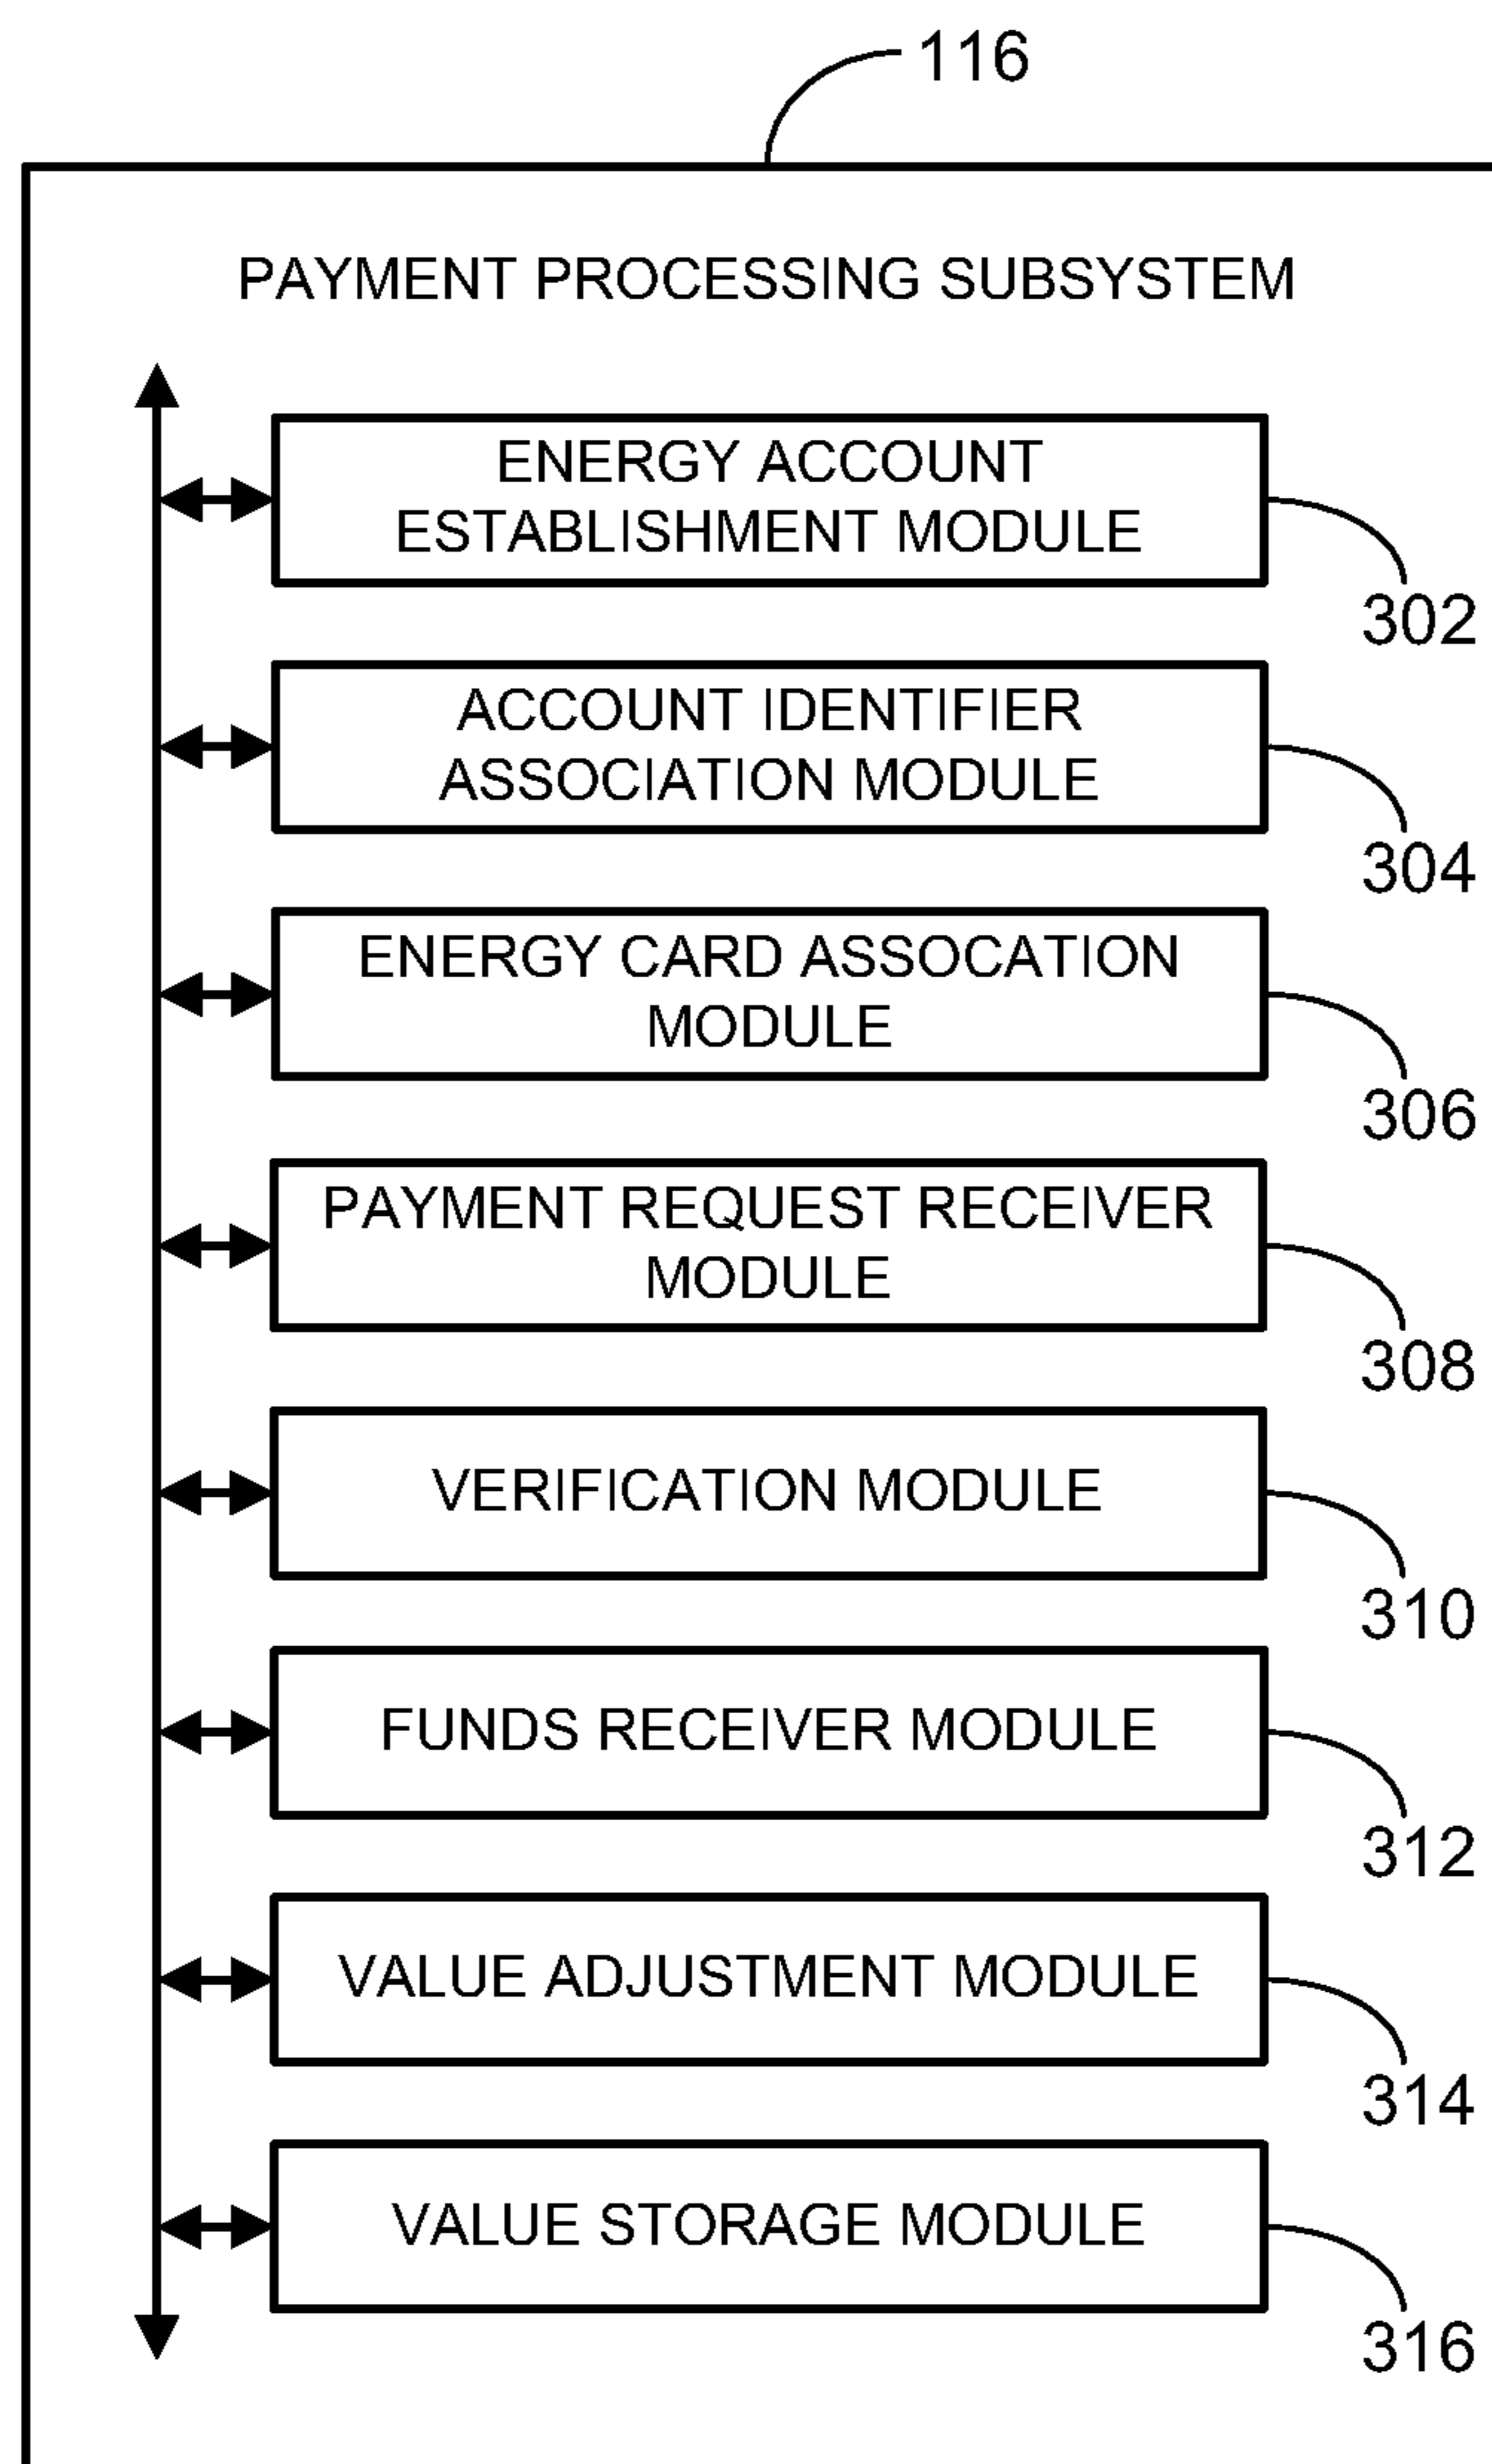 116
PAYMENT PROCESSING SUBSYSTEM
ENERGY ACCOUNT
ESTABLISHMENT MODULE
302
ACCOUNT IDENTIFIER
ASSOCIATION MODULE
304
ENERGY CARD ASSOCATION
MODULE
306
PAYMENT REQUEST RECEIVER
MODULE
308
VERIFICATION MODULE
310
FUNDS RECEIVER MODULE
312
VALUE ADJUSTMENT MODULE
314
VALUE STORAGE MODULE
316